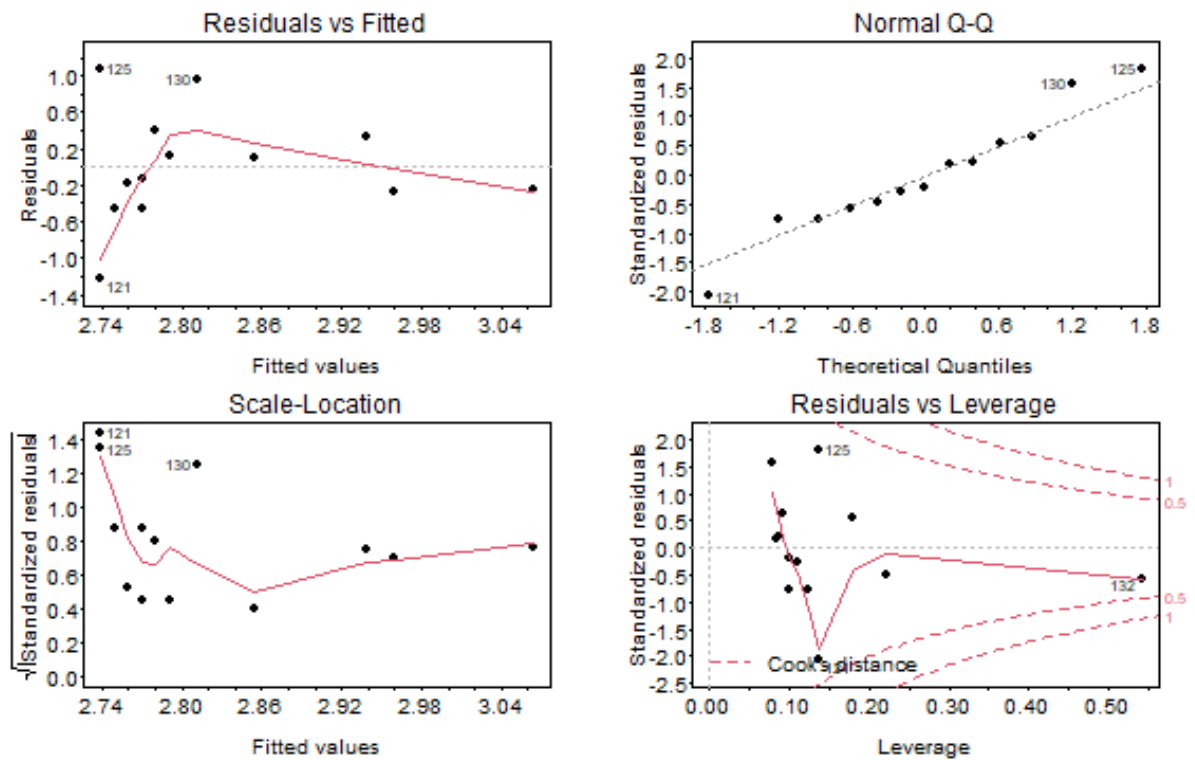 Residuals vs Fitted
Residuals
1.0
0.6
0.2
-0.2
-0.6
-1.0
-1.4
125
130
121
2.74 2.80 2.86 2.92 2.98 3.04
Fitted values
Normal Q-Q
Standardized residuals
2.0
1.5
1.0
0.5
0.0
-0.5
-1.0
-1.5
-2.0
125
130
121
-1.8 -1.2 -0.6 0.0 0.6 1.2 1.8
Theoretical Quantiles
Scale-Location
√|Standardized residuals
1.4
1.2
1.0
0.8
0.6
0.4
0.2
0.0
121
125
130
2.74 2.80 2.86 2.92 2.98 3.04
Fitted values
Residuals vs Leverage
Standardized residuals
2.0
1.5
1.0
0.5
0.0
-0.5
-1.0
-1.5
-2.0
-2.5
125
132
1
0.5
0.5
1
Cook's distance
0.00 0.10 0.20 0.30 0.40 0.50
Leverage